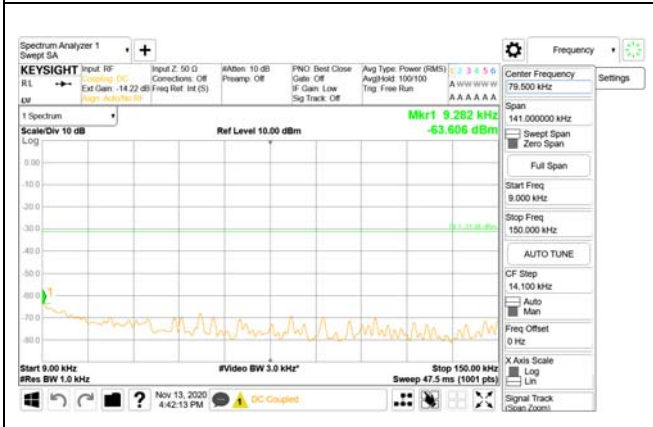 Spectrum Analyzer 1
Swept SA
+
Frequency
KEYSIGHT
RL
Input: RF
Coupling: DC
Ext Gain: -14.22 dB
Align: Auto/No RF
Input Z: 50 Ω
Corrections: Off
Freq Ref: Int (S)
#Atten: 10 dB
Preamp: Off
PNO: Best Close
Gate: Off
IF Gain: Low
Sig Track: Off
Avg Type: Power (RMS)
Avg|Hold: 100/100
Trig: Free Run
1 2 3 4 5 6
A W W W W W
A A A A A A
1 Spectrum
Scale/Div 10 dB
Log
Ref Level 10.00 dBm
Mkr1 9.282 kHz
-63.606 dBm
0.00
-10.0
-20.0
-30.0
-40.0
-50.0
-60.0
-70.0
-80.0
1
Start 9.00 kHz
#Res BW 1.0 kHz
#Video BW 3.0 kHz*
Stop 150.00 kHz
Sweep 47.5 ms (1001 pts)
?
Nov 13, 2020
4:42:13 PM
DC Coupled
Center Frequency
79.500 kHz
Settings
Span
141.000000 kHz
Swept Span
Zero Span
Full Span
Start Freq
9.000 kHz
Stop Freq
150.000 kHz
AUTO TUNE
CF Step
14.100 kHz
Auto
Man
Freq Offset
0 Hz
X Axis Scale
Log
Lin
Signal Track
(Span Zoom)